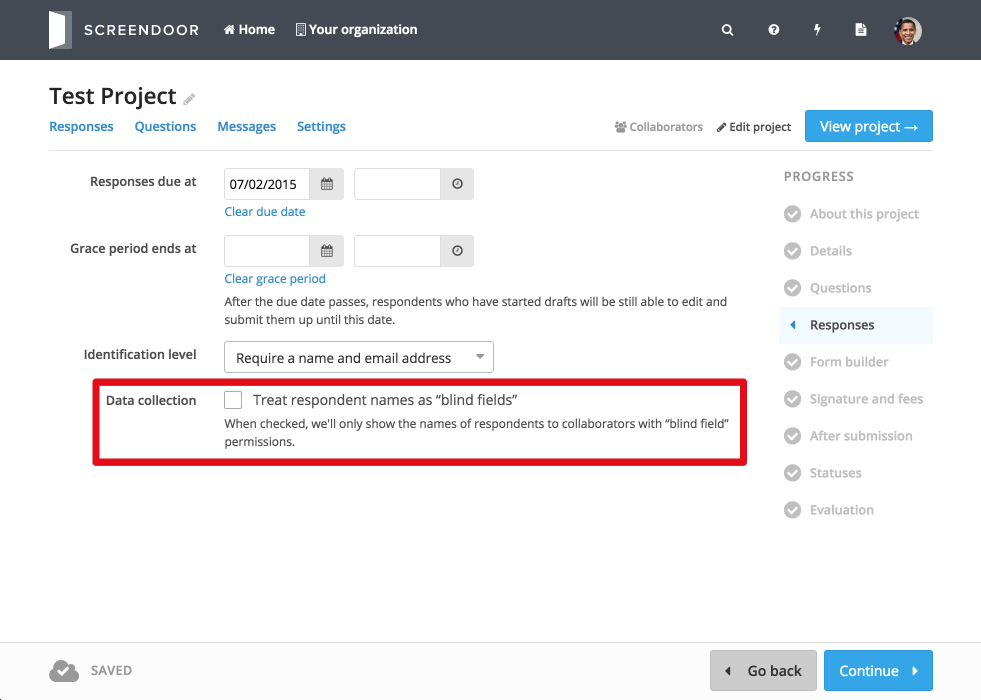 SCREENDOOR Home Your organization
Test Project
Responses Questions Messages Settings
Collaborators Edit project View project →
Responses due at 07/02/2015
Clear due date
Grace period ends at
Clear grace period
After the due date passes, respondents who have started drafts will be still able to edit and
submit them up until this date.
Identification level Require a name and email address
Data collection Treat respondent names as “blind fields”
When checked, we'll only show the names of respondents to collaborators with “blind field”
permissions.
PROGRESS
About this project
Details
Questions
Responses
Form builder
Signature and fees
After submission
Statuses
Evaluation
SAVED Go back Continue